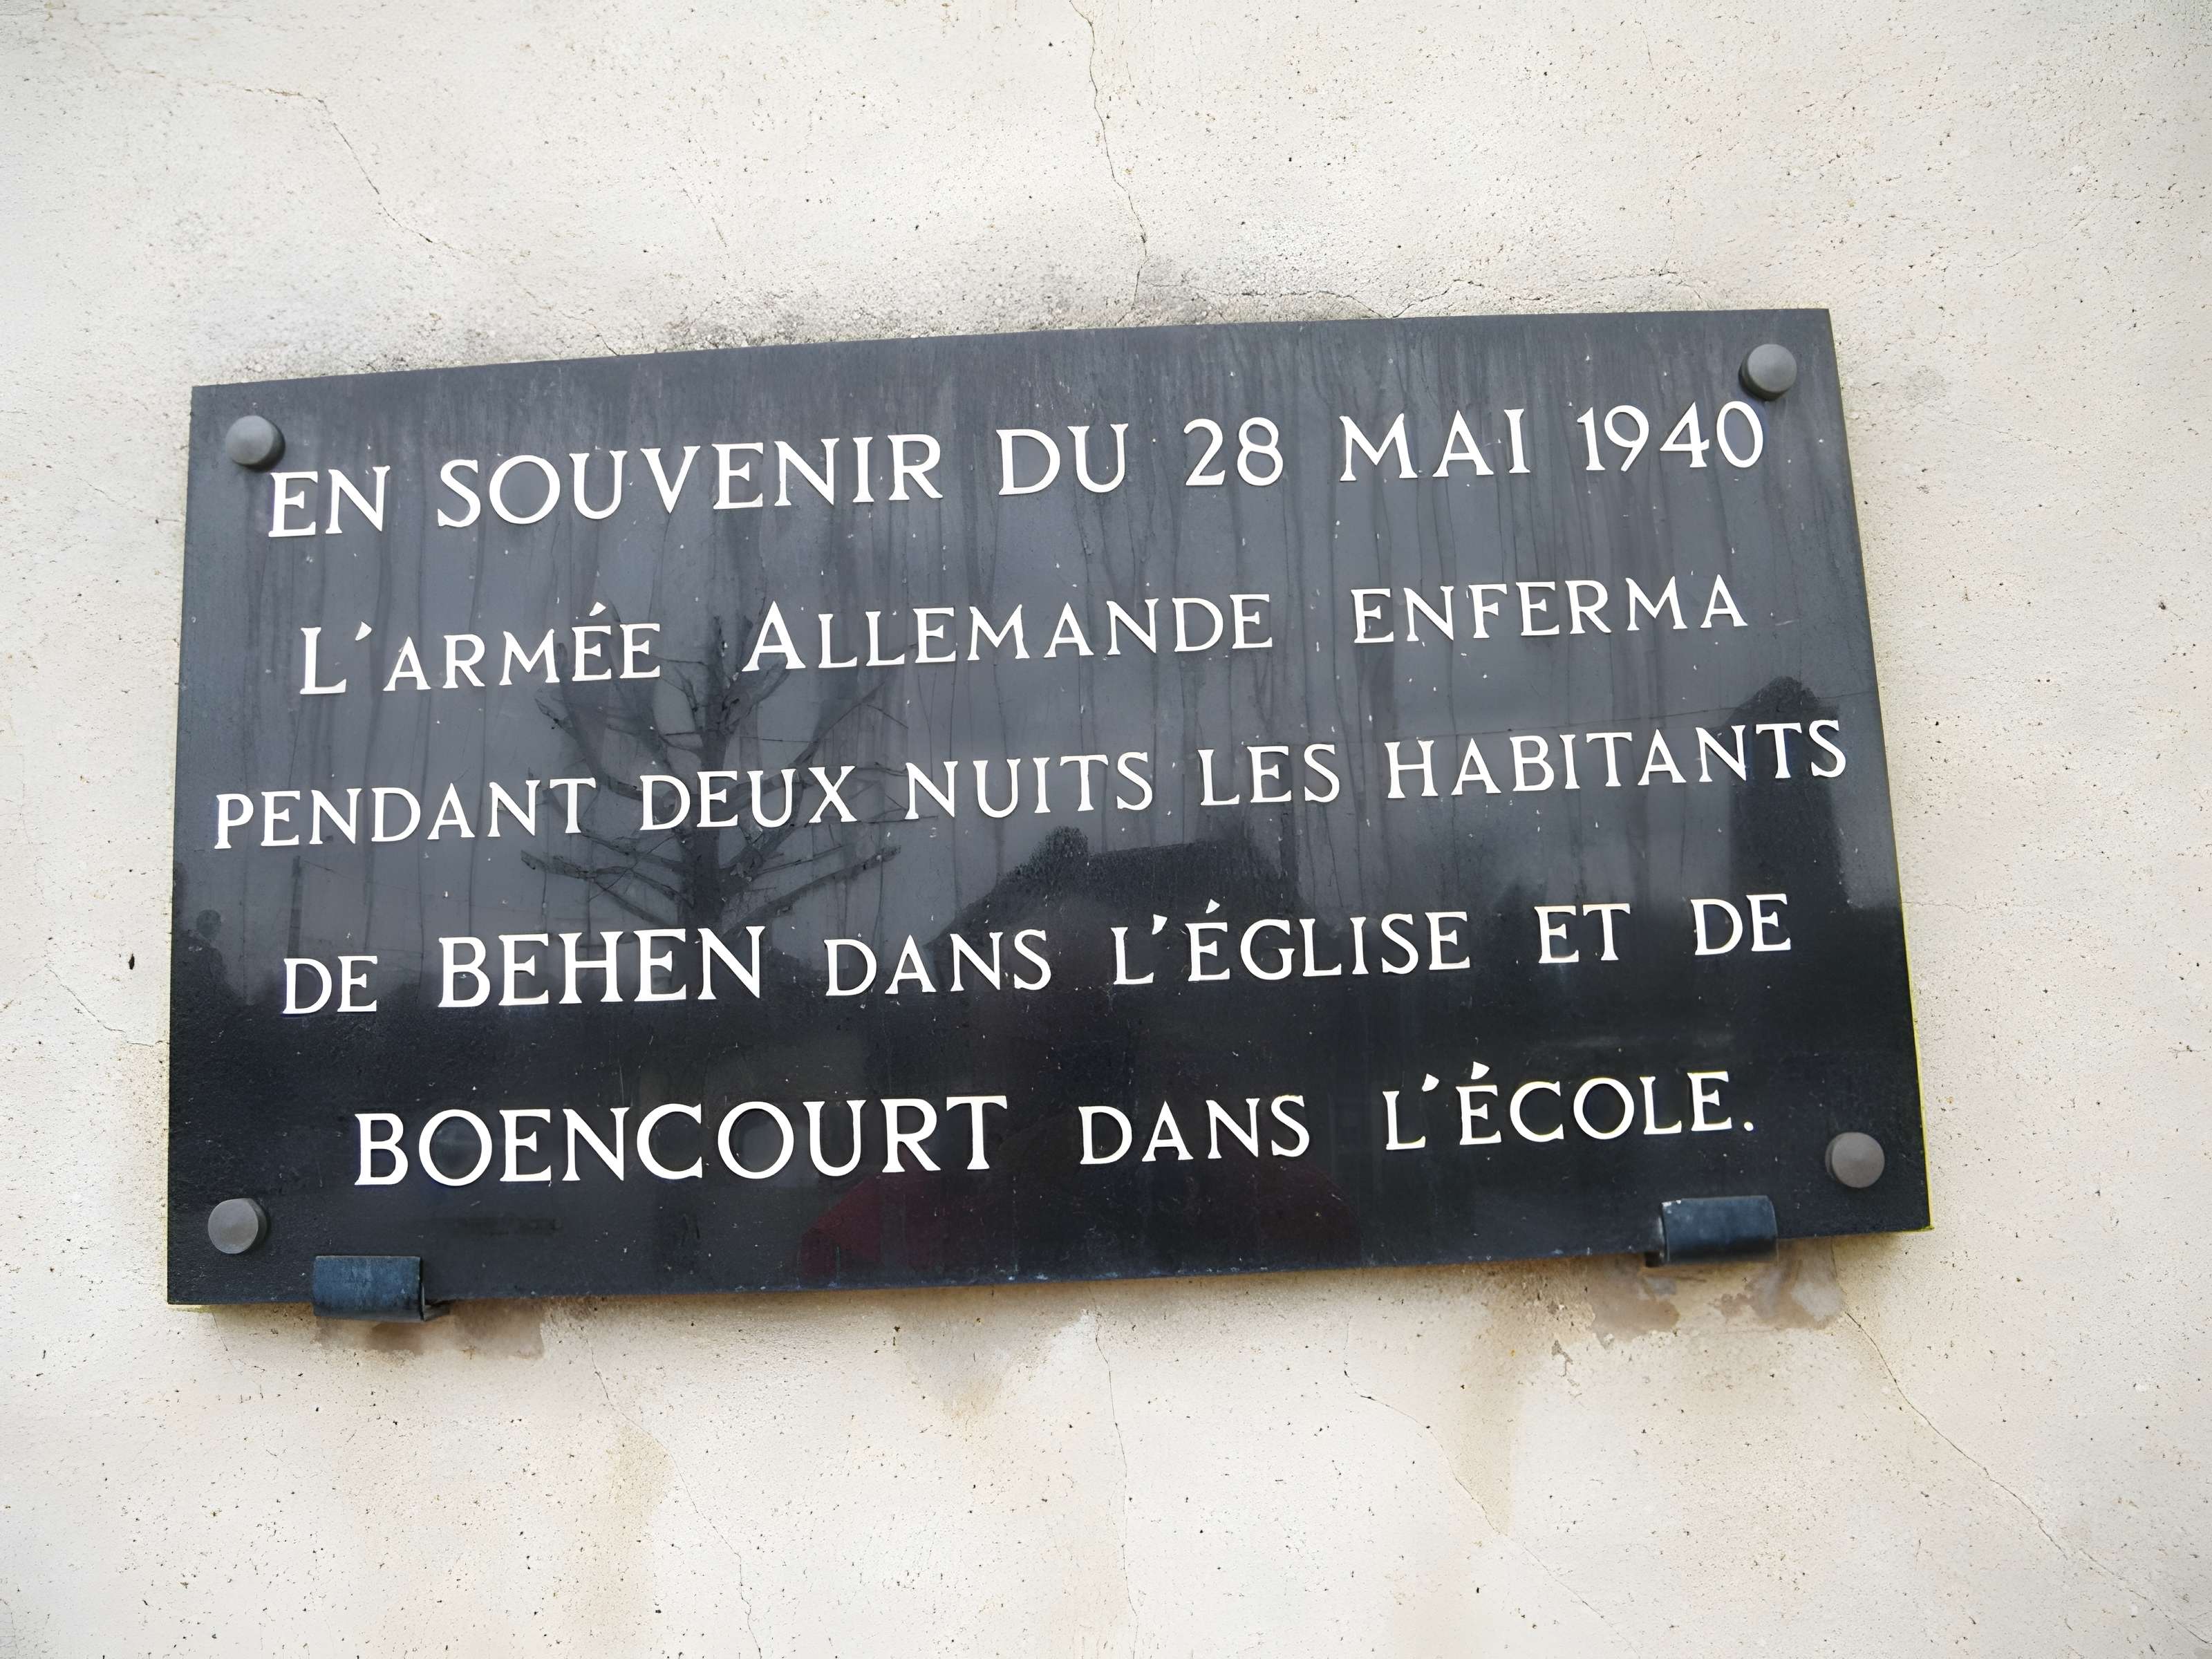 EN SOUVENIR DU 28 MAI 1940
L'ARMÉE ALLEMANDE ENFERMA
PENDANT DEUX NUITS LES HABITANTS
DE BEHEN DANS L'ÉGLISE ET DE
BOENCOURT DANS L'ÉCOLE.